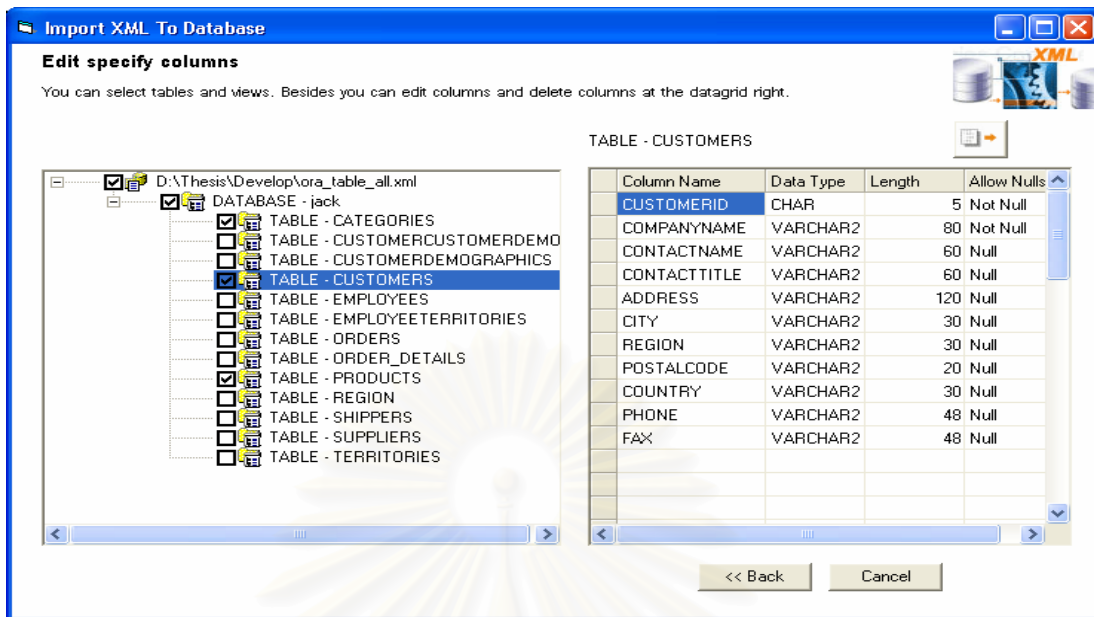 Import XML To Database
Edit specify columns
XML
You can select tables and views. Besides you can edit columns and delete columns at the datagrid right.
TABLE - CUSTOMERS
D:\Thesis\Develop\ora_table_all.xml
DATABASE - jack
TABLE - CATEGORIES
TABLE - CUSTOMERCUSTOMERDEMO
TABLE - CUSTOMERDEMOGRAPHICS
TABLE - CUSTOMERS
TABLE - EMPLOYEES
TABLE - EMPLOYEETERRITORIES
TABLE - ORDERS
TABLE - ORDER_DETAILS
TABLE - PRODUCTS
TABLE - REGION
TABLE - SHIPPERS
TABLE - SUPPLIERS
TABLE - TERRITORIES
Column Name Data Type Length Allow Nulls
CUSTOMERID CHAR 5 Not Null
COMPANYNAME VARCHAR2 80 Not Null
CONTACTNAME VARCHAR2 60 Null
CONTACTTITLE VARCHAR2 60 Null
ADDRESS VARCHAR2 120 Null
CITY VARCHAR2 30 Null
REGION VARCHAR2 30 Null
POSTALCODE VARCHAR2 20 Null
COUNTRY VARCHAR2 30 Null
PHONE VARCHAR2 48 Null
FAX VARCHAR2 48 Null
<< Back Cancel